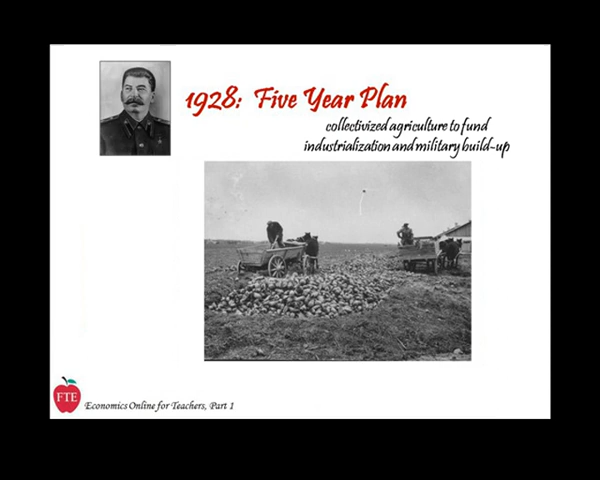 1928: Five Year Plan
collectivized agriculture to fund
industrialization and military build-up
FTE
Economics Online for Teachers, Part 1